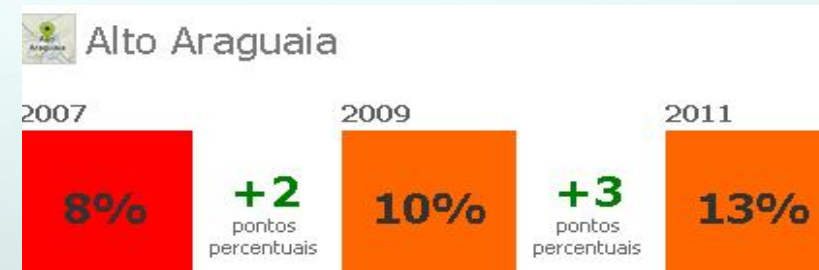 Alto Araguaia
2007
2009
2011
8%
+2
pontos
percentuais
10%
+3
pontos
percentuais
13%